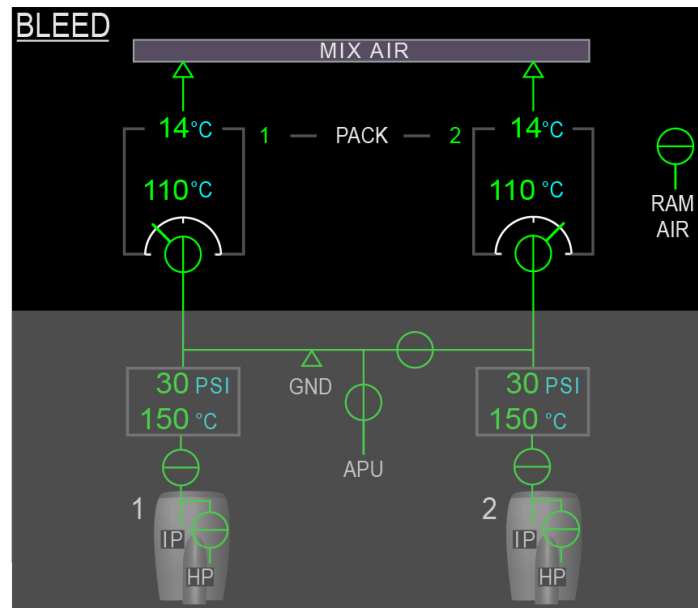 BLEED
MIX AIR
14°C 1 PACK 2 14°C
110°C 110°C
RAM
AIR
GND
30 PSI 30 PSI
150 °C 150 °C
APU
1 2
IP IP
HP HP